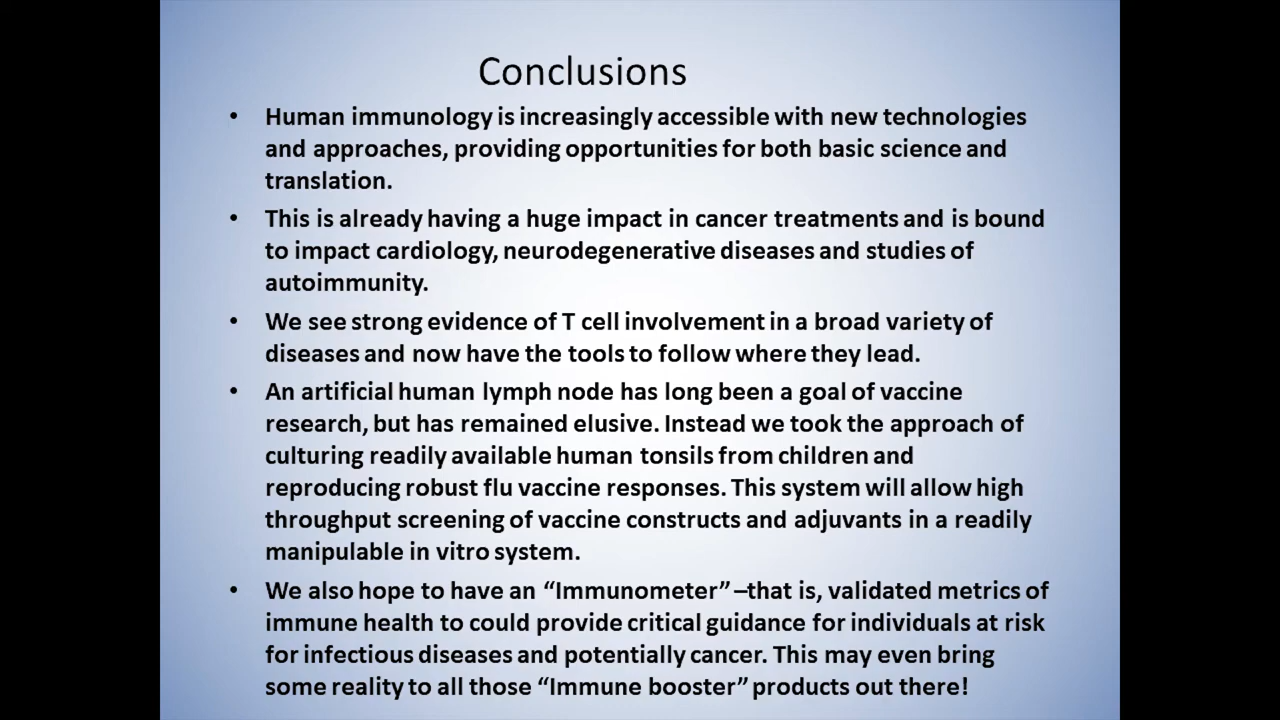 Conclusions
• Human immunology is increasingly accessible with new technologies
and approaches, providing opportunities for both basic science and
translation.
• This is already having a huge impact in cancer treatments and is bound
to impact cardiology, neurodegenerative diseases and studies of
autoimmunity.
• We see strong evidence of T cell involvement in a broad variety of
diseases and now have the tools to follow where they lead.
• An artificial human lymph node has long been a goal of vaccine
research, but has remained elusive. Instead we took the approach of
culturing readily available human tonsils from children and
reproducing robust flu vaccine responses. This system will allow high
throughput screening of vaccine constructs and adjuvants in a readily
manipulable in vitro system.
• We also hope to have an “Immunometer” –that is, validated metrics of
immune health to could provide critical guidance for individuals at risk
for infectious diseases and potentially cancer. This may even bring
some reality to all those “Immune booster” products out there!